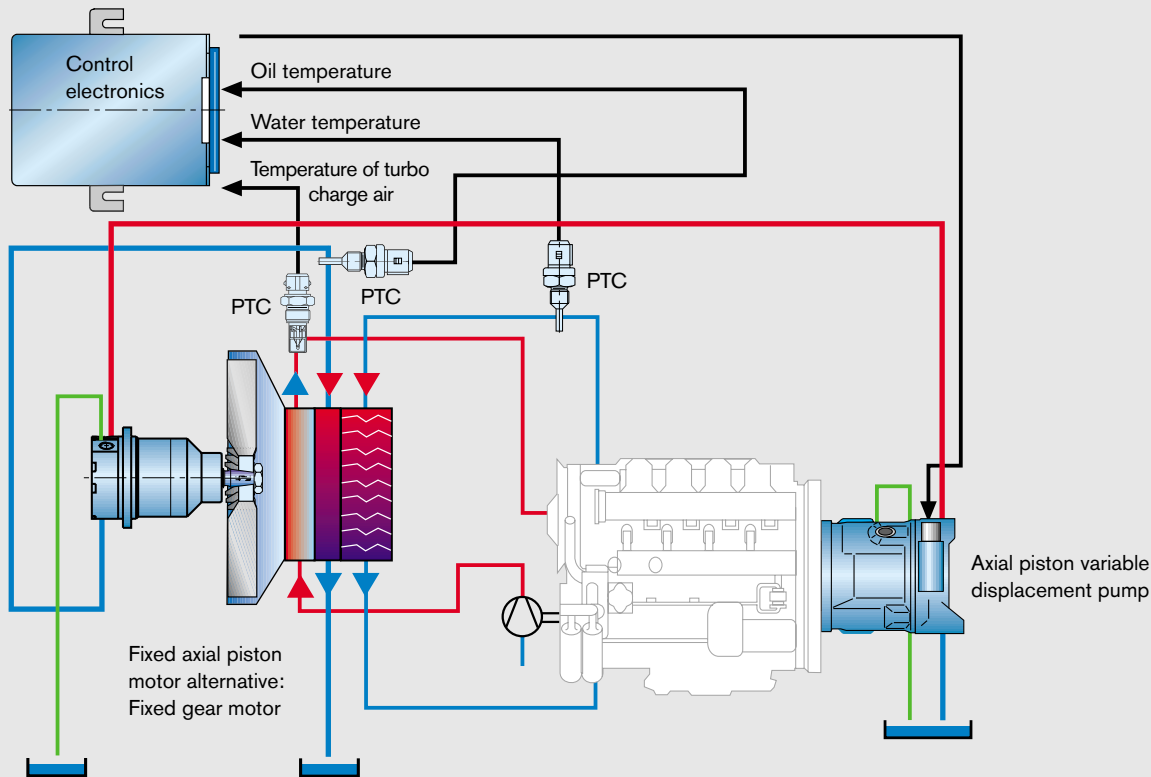 Control
electronics
Oil temperature
Water temperature
Temperature of turbo
charge air
PTC
PTC
PTC
Axial piston variable
displacement pump
Fixed axial piston
motor alternative:
Fixed gear motor